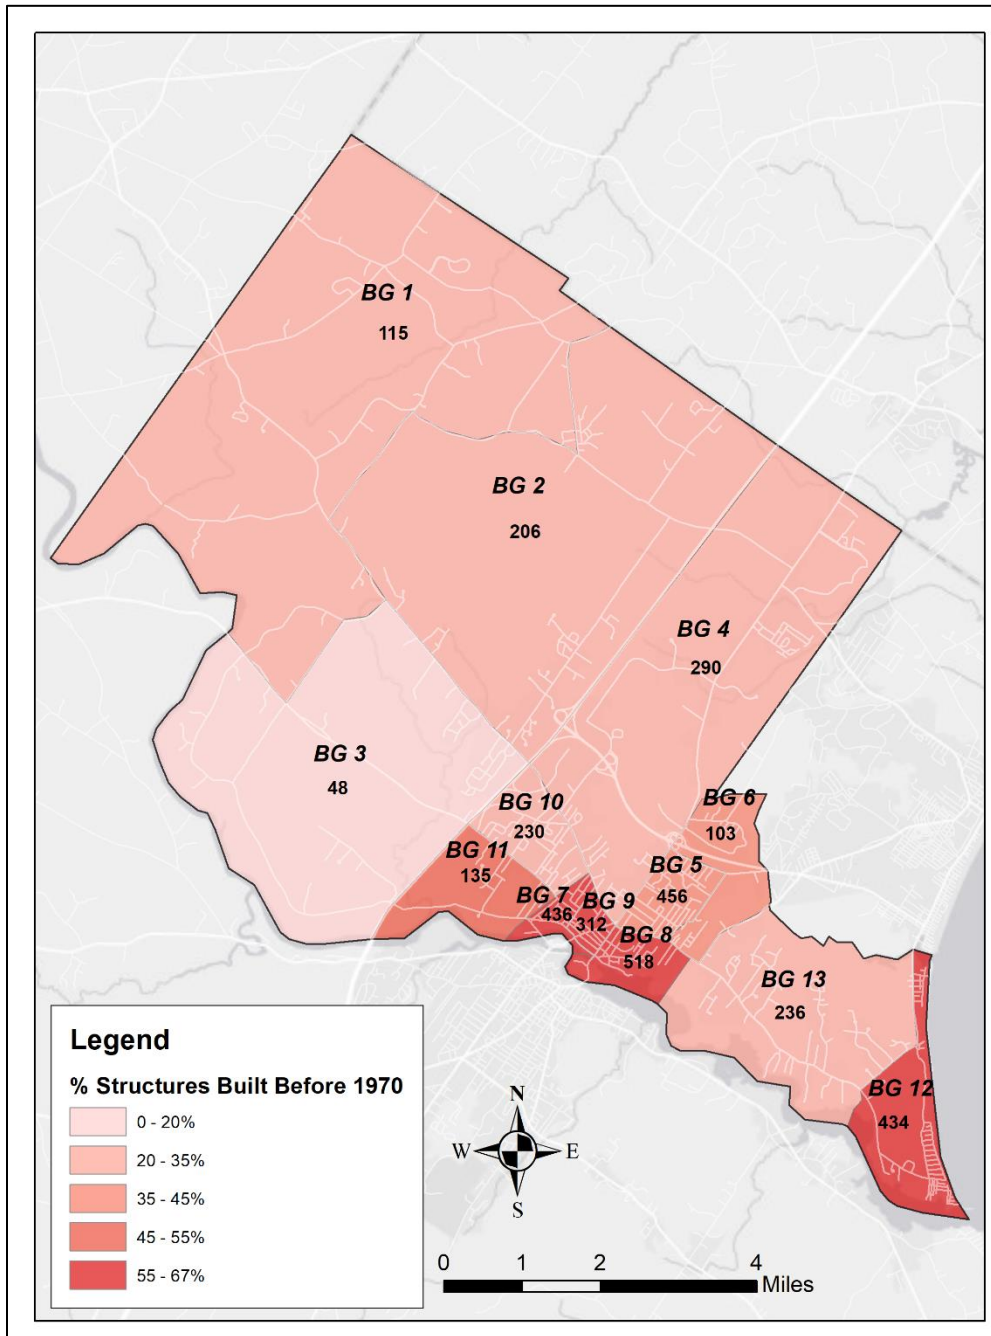 BG 1
115
BG 2
206
BG 4
290
BG 3
48
BG 6
103
BG 10
230
BG 11
135
BG 5
456
BG 7
436
BG 9
312
BG 8
518
BG 13
236
BG 12
434
Legend
% Structures Built Before 1970
0 - 20%
20 - 35%
35 - 45%
45 - 55%
55 - 67%
N
W E
S
0 1 2 4
Miles